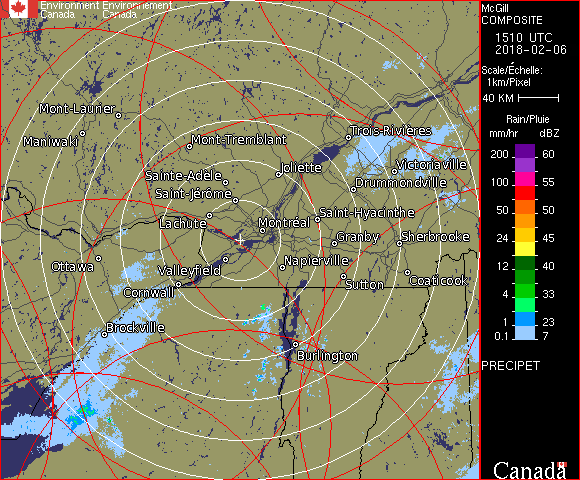 Environment Environnement
Canada Canada
McGill
COMPOSITE
1510 UTC
2018-02-06
Scale/Échelle:
1km/Pixel
40 KM
Rain/Pluie
mm/hr dBZ
200 60
100 55
50 50
24 45
12 40
4 33
1 23
0.1 7
PRECIPET
Canada
Mont-Laurier
Maniwaki
Mont-Tremblant
Trois-Rivières
Sainte-Adèle
Joliette
Victoriaville
Saint-Jérôme
Drummondville
Lachute
Montréal
Saint-Hyacinthe
Granby
Sherbrooke
Ottawa
Valleyfield
Napierville
Cornwall
Sutton
Coaticook
Brockville
Burlington